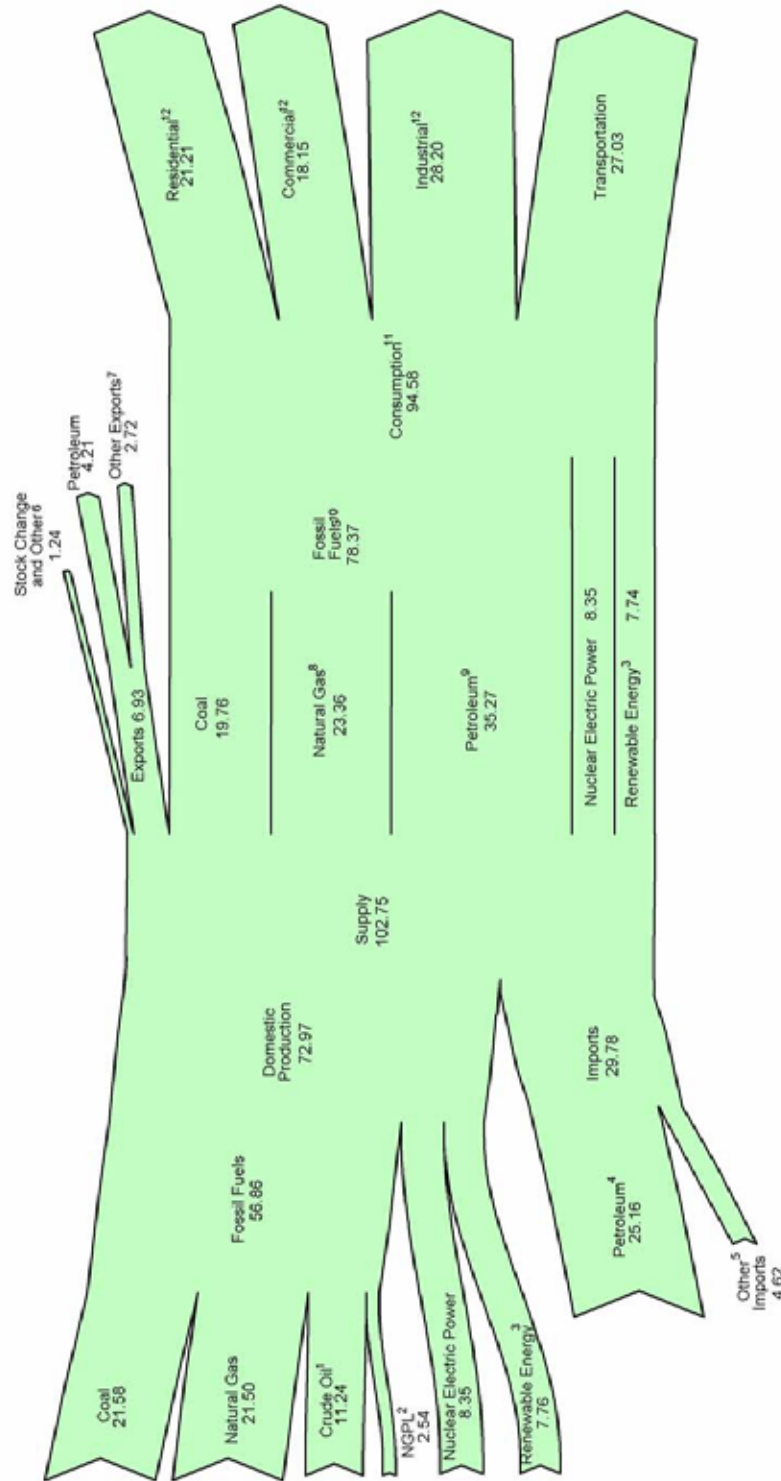 Coal
21.58
Natural Gas
21.50
Crude Oil¹
11.24
NGPL²
2.54
Nuclear Electric Power
8.35
Renewable Energy³
7.76
Fossil Fuels
56.86
Domestic
Production
72.97
Petroleum⁴
25.16
Other⁵
Imports
4.62
Imports
29.78
Supply
102.75
Stock Change
and Other⁶
1.24
Exports 6.93
Petroleum
4.21
Other Exports⁷
2.72
Coal
19.76
Natural Gas⁸
23.36
Petroleum⁹
35.27
Nuclear Electric Power 8.35
Renewable Energy³ 7.74
Fossil
Fuels¹⁰
78.37
Consumption¹¹
94.58
Residential¹²
21.21
Commercial¹²
18.15
Industrial¹²
28.20
Transportation
27.03